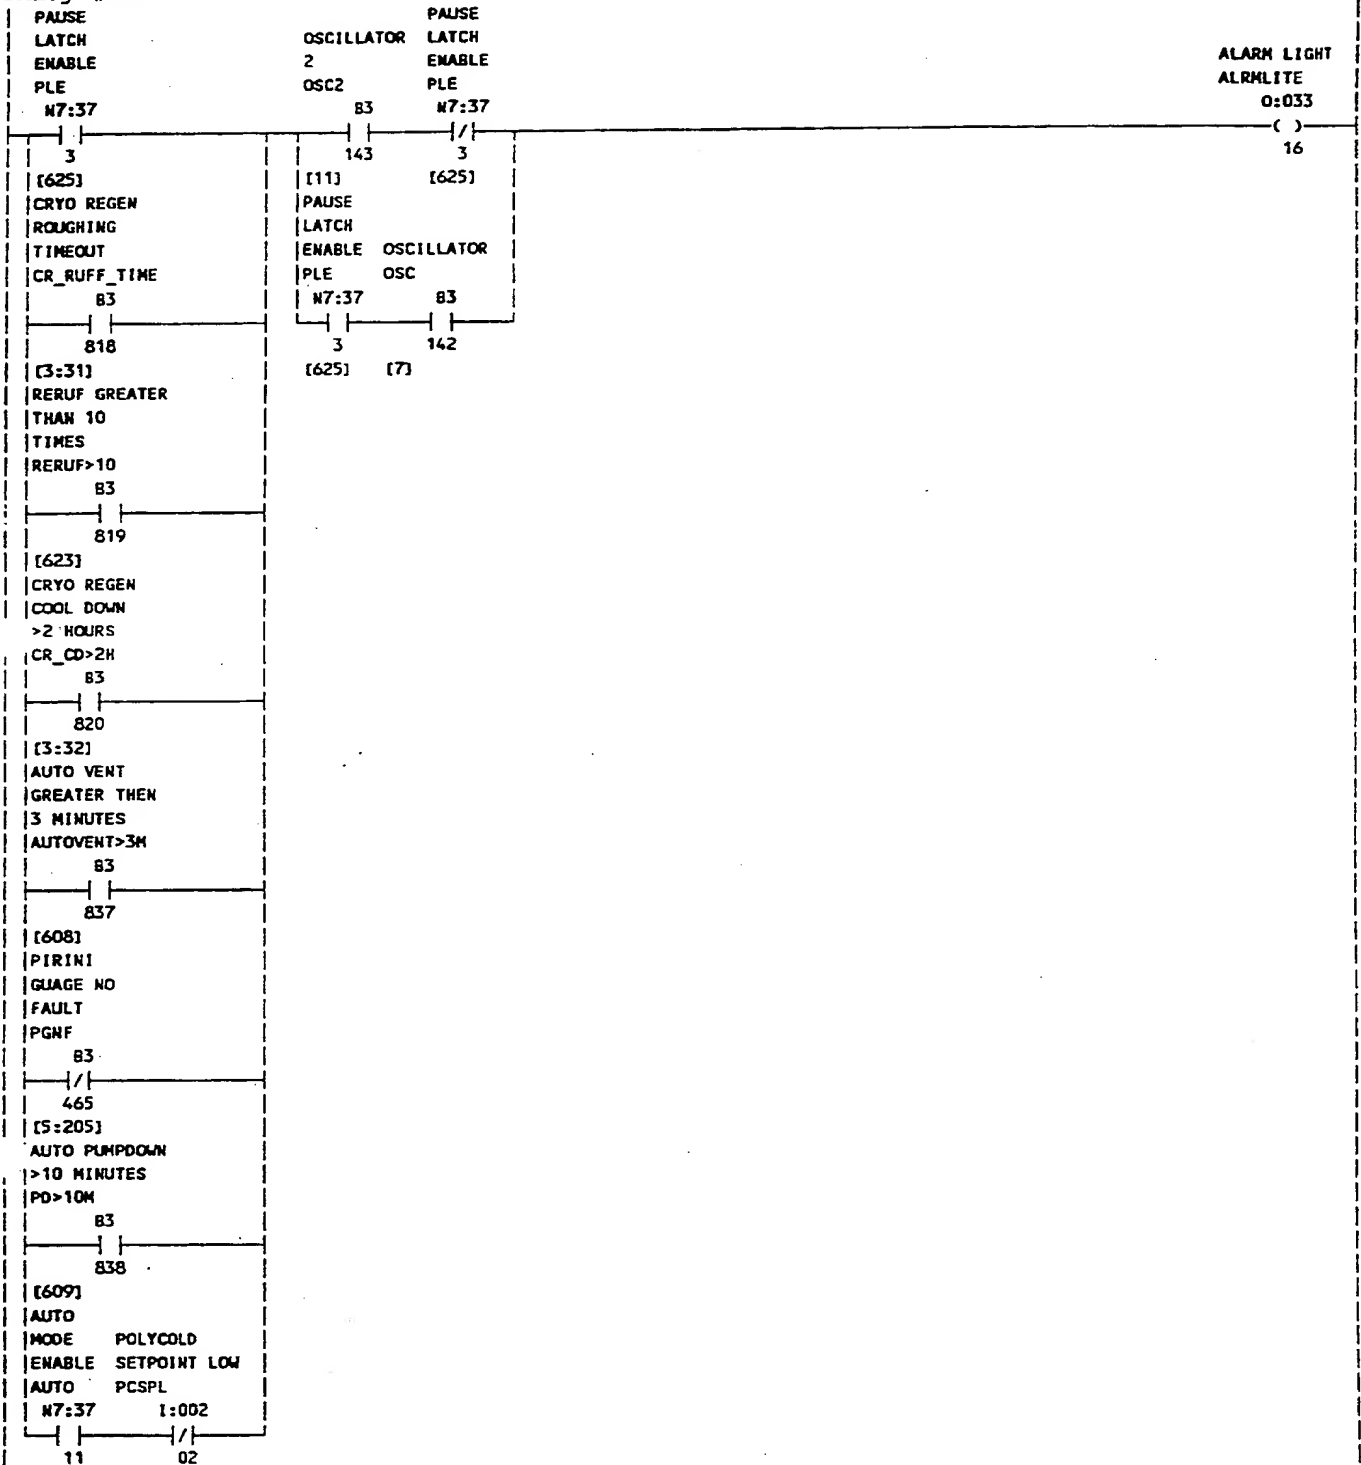 PAUSE
LATCH
ENABLE
PLE
N7:37
3
OSCILLATOR
2
OSC2
B3
143
PAUSE
LATCH
ENABLE
PLE
N7:37
3
ALARM LIGHT
ALRMLITE
O:033
16
[625]
CRYO REGEN
ROUGHING
TIMEOUT
CR_RUFF_TIME
B3
818
[11]
PAUSE
LATCH
ENABLE
PLE
N7:37
3
[625]
[625]
OSCILLATOR
OSC
B3
142
[7]
[3:31]
RERUF GREATER
THAN 10
TIMES
RERUF>10
B3
819
[623]
CRYO REGEN
COOL DOWN
>2 HOURS
CR_CD>2H
B3
820
[3:32]
AUTO VENT
GREATER THEN
3 MINUTES
AUTOVENT>3M
B3
837
[608]
PIRINI
GUAGE NO
FAULT
PGNF
B3
465
[5:205]
AUTO PUMPDOWN
>10 MINUTES
PD>10M
B3
838
[609]
AUTO
MODE
ENABLE
AUTO
N7:37
11
POLYCOLD
SETPOINT LOW
PCSPL
I:002
02